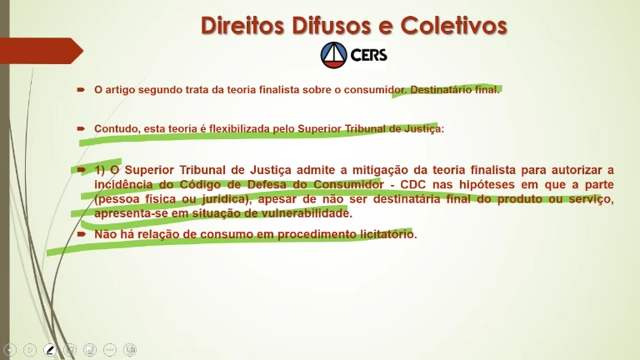 Direitos Difusos e Coletivos
CERS
O artigo segundo trata da teoria finalista sobre o consumidor. Destinatário final.
Contudo, esta teoria é flexibilizada pelo Superior Tribunal de Justiça:
1) O Superior Tribunal de Justiça admite a mitigação da teoria finalista para autorizar a
incidência do Código de Defesa do Consumidor - CDC nas hipóteses em que a parte
(pessoa física ou jurídica), apesar de não ser destinatária final do produto ou serviço,
apresenta-se em situação de vulnerabilidade.
Não há relação de consumo em procedimento licitatório.